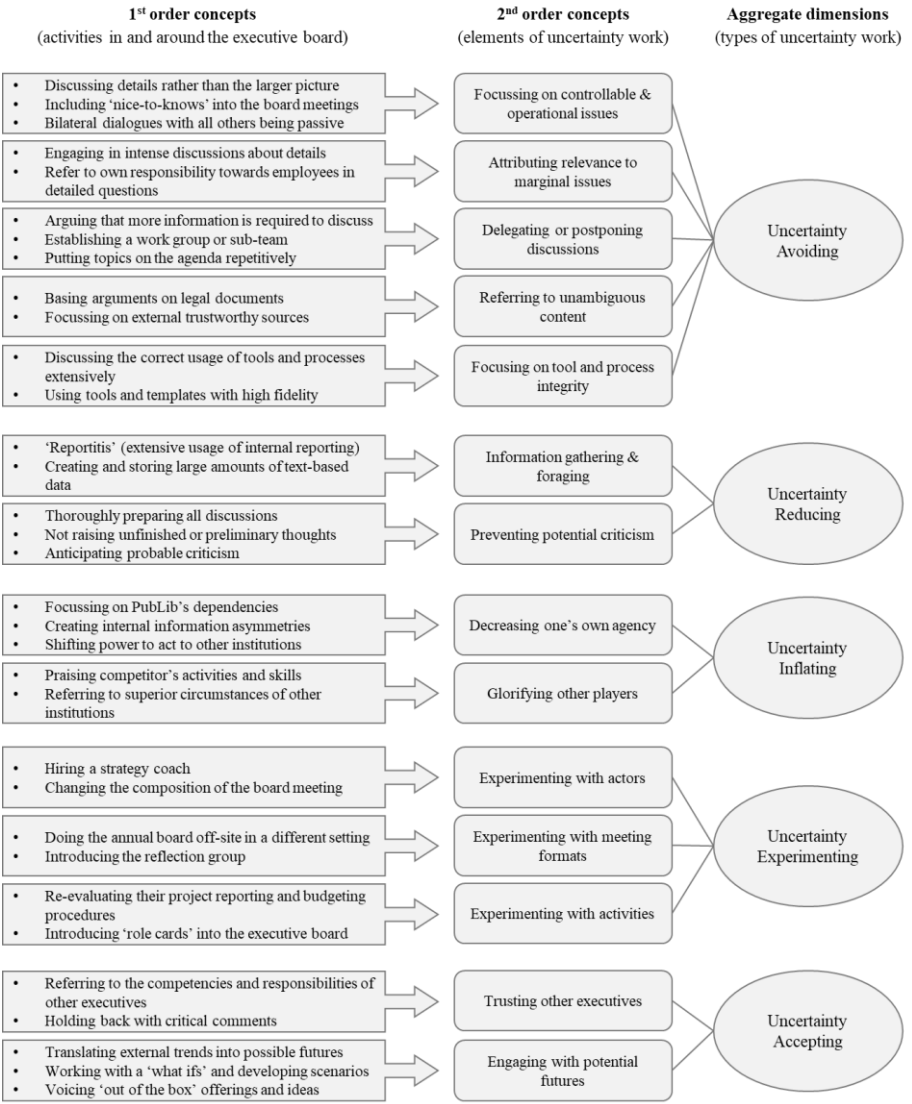 1st order concepts
(activities in and around the executive board)
2nd order concepts
(elements of uncertainty work)
Aggregate dimensions
(types of uncertainty work)
• Discussing details rather than the larger picture
• Including ‘nice-to-knows’ into the board meetings
• Bilateral dialogues with all others being passive
Focussing on controllable &
operational issues
• Engaging in intense discussions about details
• Refer to own responsibility towards employees in
detailed questions
Attributing relevance to
marginal issues
• Arguing that more information is required to discuss
• Establishing a work group or sub-team
• Putting topics on the agenda repetitively
Delegating or postponing
discussions
• Basing arguments on legal documents
• Focussing on external trustworthy sources
Referring to unambiguous
content
• Discussing the correct usage of tools and processes
extensively
• Using tools and templates with high fidelity
Focusing on tool and process
integrity
Uncertainty
Avoiding
• ‘Reportitis’ (extensive usage of internal reporting)
• Creating and storing large amounts of text-based
data
Information gathering &
foraging
• Thoroughly preparing all discussions
• Not raising unfinished or preliminary thoughts
• Anticipating probable criticism
Preventing potential criticism
Uncertainty
Reducing
• Focussing on PubLib’s dependencies
• Creating internal information asymmetries
• Shifting power to act to other institutions
Decreasing one’s own agency
• Praising competitor’s activities and skills
• Referring to superior circumstances of other
institutions
Glorifying other players
Uncertainty
Inflating
• Hiring a strategy coach
• Changing the composition of the board meeting
Experimenting with actors
• Doing the annual board off-site in a different setting
• Introducing the reflection group
Experimenting with meeting
formats
• Re-evaluating their project reporting and budgeting
procedures
• Introducing ‘role cards’ into the executive board
Experimenting with activities
Uncertainty
Experimenting
• Referring to the competencies and responsibilities of
other executives
• Holding back with critical comments
Trusting other executives
• Translating external trends into possible futures
• Working with a ‘what ifs’ and developing scenarios
• Voicing ‘out of the box’ offerings and ideas
Engaging with potential
futures
Uncertainty
Accepting